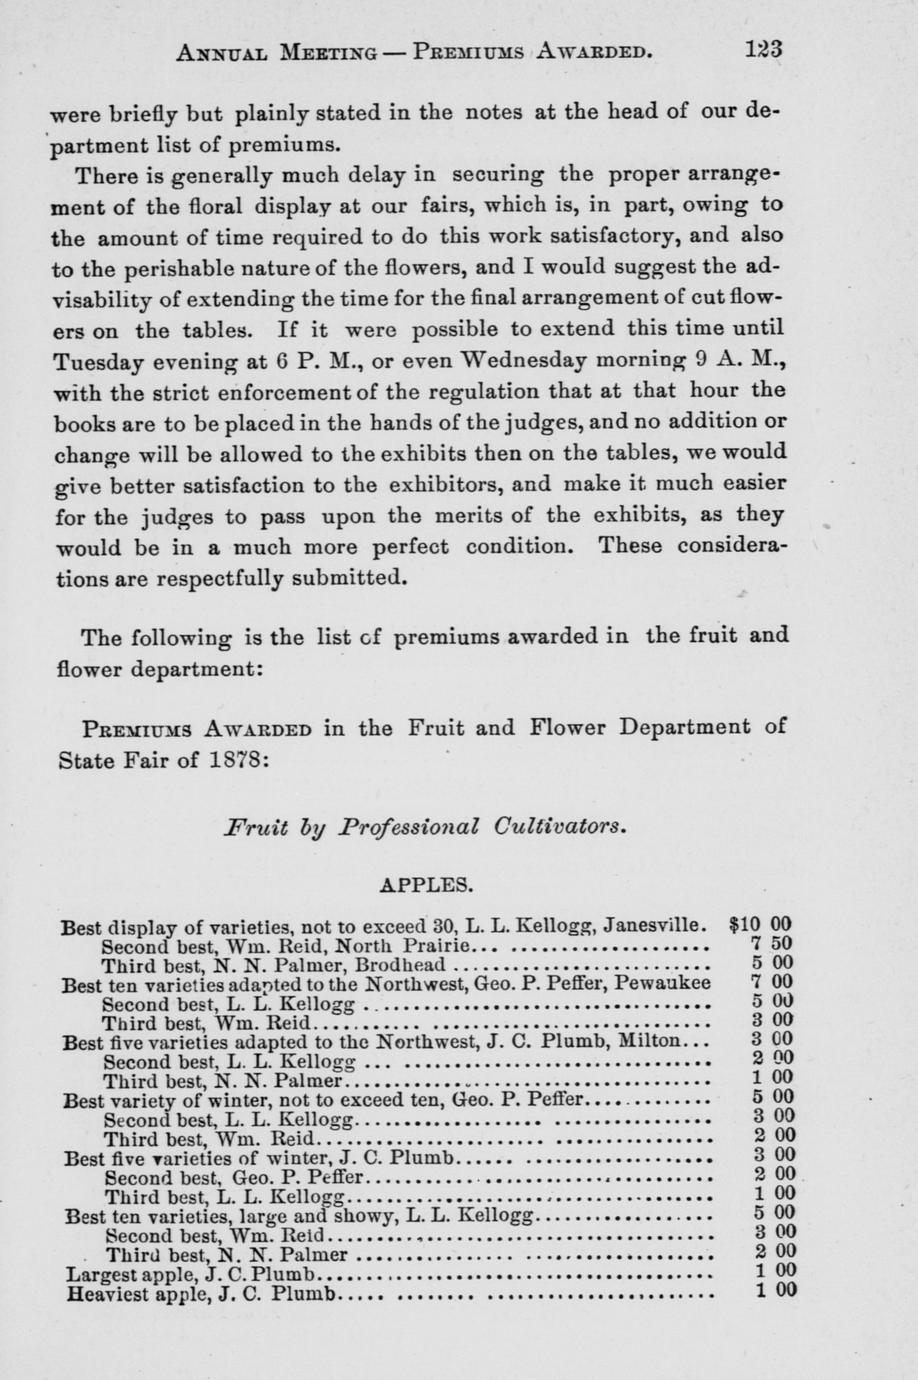 ANNUAL MEETING — PREMIUMS AWARDED. 123
were briefly but plainly stated in the notes at the head of our de-
partment list of premiums.
There is generally much delay in securing the proper arrange-
ment of the floral display at our fairs, which is, in part, owing to
the amount of time required to do this work satisfactory, and also
to the perishable nature of the flowers, and I would suggest the ad-
visability of extending the time for the final arrangement of cut flow-
ers on the tables. If it were possible to extend this time until
Tuesday evening at 6 P. M., or even Wednesday morning 9 A. M.,
with the strict enforcement of the regulation that at that hour the
books are to be placed in the hands of the judges, and no addition or
change will be allowed to the exhibits then on the tables, we would
give better satisfaction to the exhibitors, and make it much easier
for the judges to pass upon the merits of the exhibits, as they
would be in a much more perfect condition. These considera-
tions are respectfully submitted.
The following is the list of premiums awarded in the fruit and
flower department:
PREMIUMS AWARDED in the Fruit and Flower Department of
State Fair of 1878:
Fruit by Professional Cultivators.
APPLES.
Best display of varieties, not to exceed 30, L. L. Kellogg, Janesville. $10 00
Second best, Wm. Reid, North Prairie... .................... 7 50
Third best, N. N. Palmer, Brodhead .......................... 5 00
Best ten varieties adapted to the Northwest, Geo. P. Peffer, Pewaukee 7 00
Second best, L. L. Kellogg ................................. 5 00
Third best, Wm. Reid........... ............................ 3 00
Best five varieties adapted to the Northwest, J. C. Plumb, Milton... 3 00
Second best, L. L. Kellogg ... .............................. 2 00
Third best, N. N. Palmer.................................... 1 00
Best variety of winter, not to exceed ten, Geo. P. Peffer............. 5 00
Second best, L. L. Kellogg................... ................ 3 00
Third best, Wm. Reid....................... ................ 2 00
Best five varieties of winter, J. C. Plumb...... ................... 3 00
Second best, Geo. P. Peffer................................... 2 00
Third best, L. L. Kellogg..................................... 1 00
Best ten varieties, large and showy, L. L. Kellogg.................. 5 00
Second best, Wm. Reid....................................... 3 00
Third best, N. N. Palmer ................ ................... 2 00
Largest apple, J. C. Plumb........................................ 1 00
Heaviest apple, J. C. Plumb..... ........ ........................ 1 00